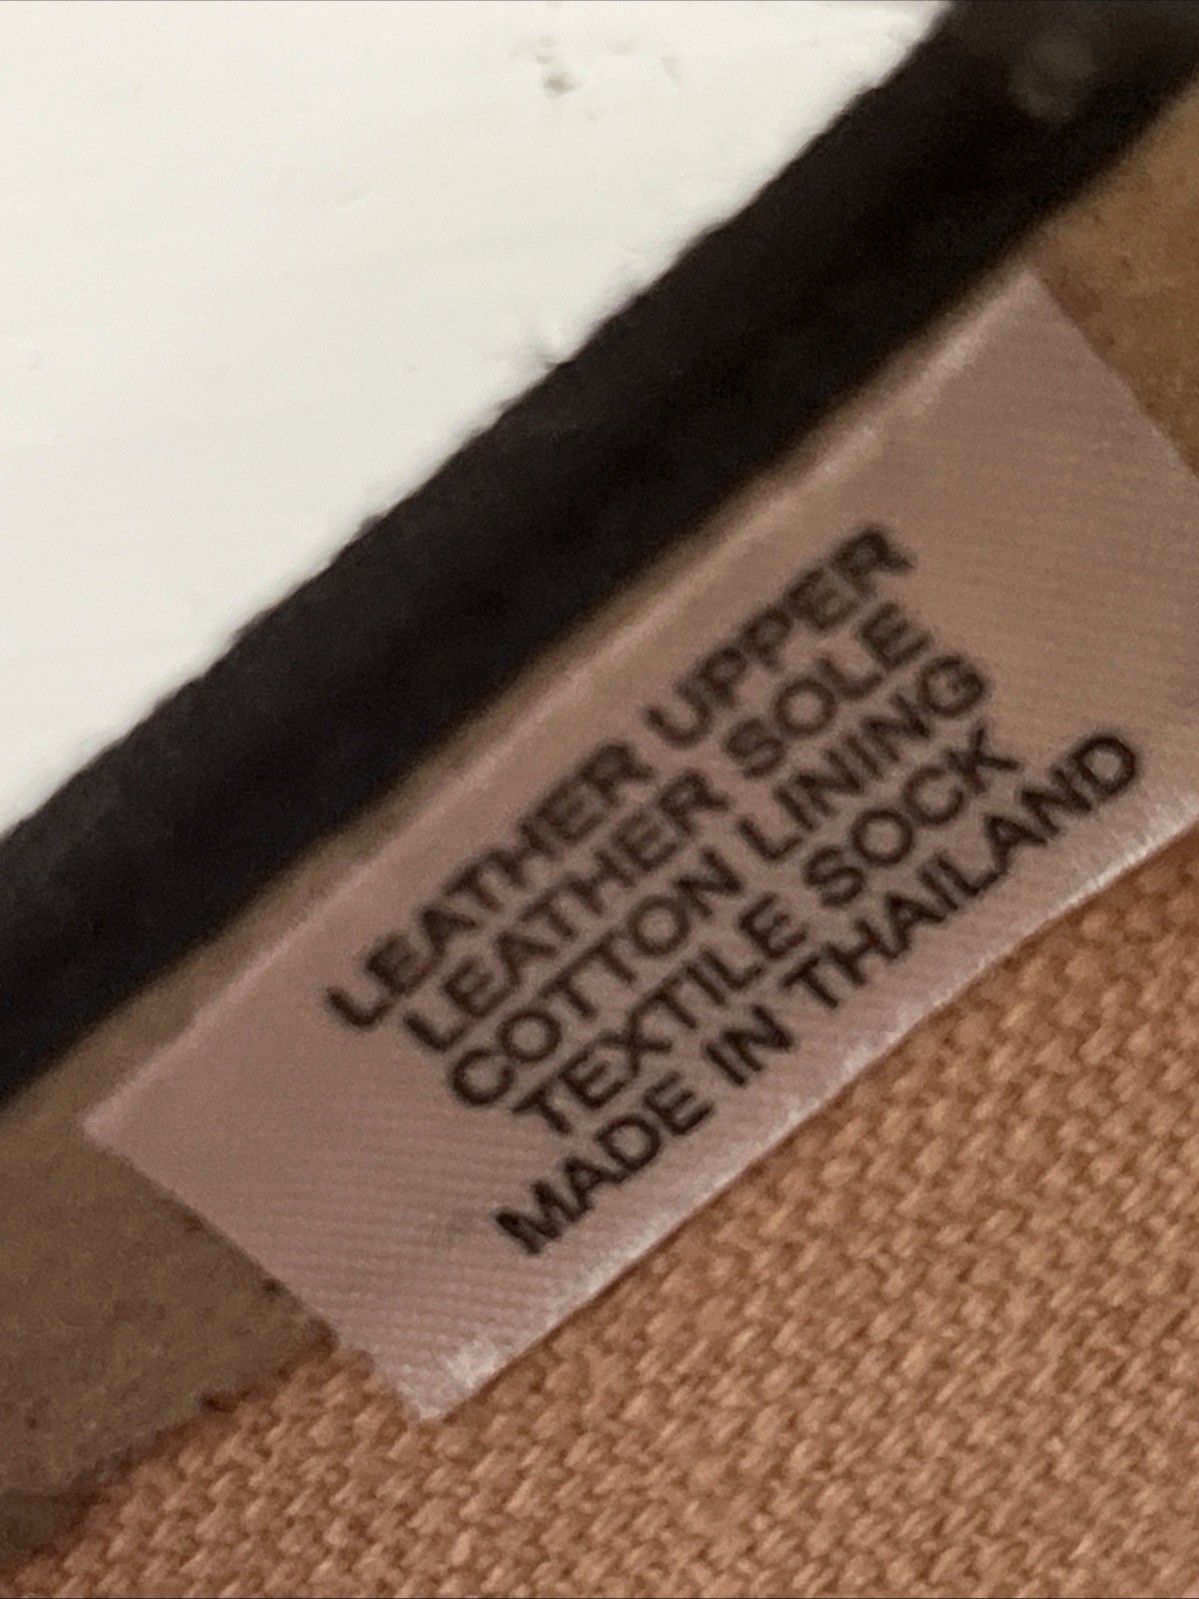 LEATHER UPPER
LEATHER SOLE
COTTON LINING
TEXTILE SOCK
MADE IN THAILAND